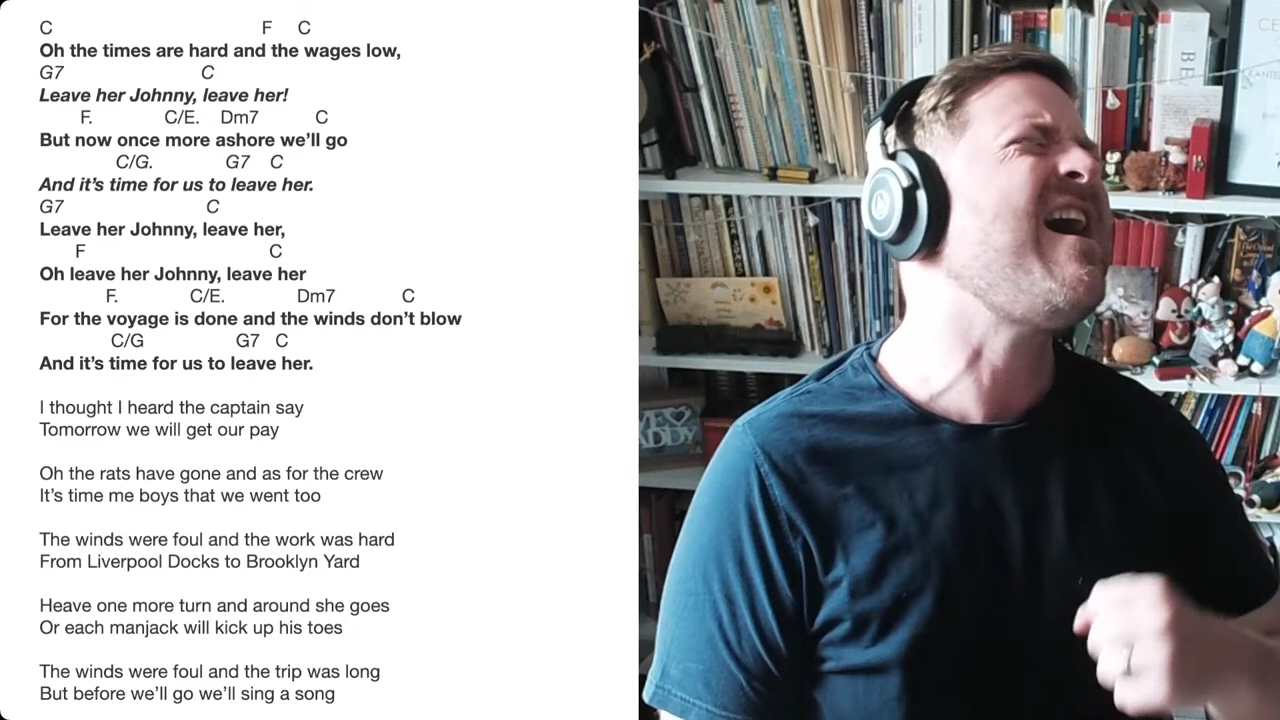 C F C
Oh the times are hard and the wages low,
G7 C
Leave her Johnny, leave her!
F. C/E. Dm7 C
But now once more ashore we’ll go
C/G. G7 C
And it’s time for us to leave her.
G7 C
Leave her Johnny, leave her,
F C
Oh leave her Johnny, leave her
F. C/E. Dm7 C
For the voyage is done and the winds don’t blow
C/G G7 C
And it’s time for us to leave her.
I thought I heard the captain say
Tomorrow we will get our pay
Oh the rats have gone and as for the crew
It’s time me boys that we went too
The winds were foul and the work was hard
From Liverpool Docks to Brooklyn Yard
Heave one more turn and around she goes
Or each manjack will kick up his toes
The winds were foul and the trip was long
But before we’ll go we’ll sing a song